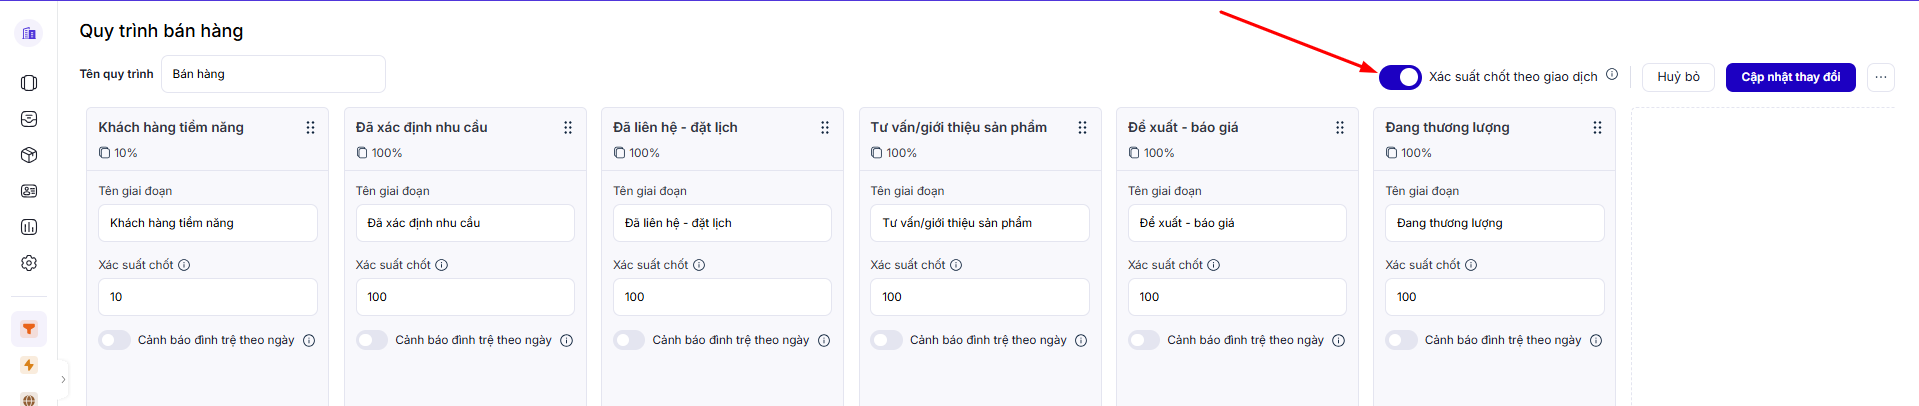 Quy trình bán hàng
Tên quy trình Bán hàng Xác suất chốt theo giao dịch Huỷ bỏ Cập nhật thay đổi
Khách hàng tiềm năng Đã xác định nhu cầu Đã liên hệ - đặt lịch Tư vấn/giới thiệu sản phẩm Đề xuất - báo giá Đang thương lượng
10% 100% 100% 100% 100% 100%
Tên giai đoạn Tên giai đoạn Tên giai đoạn Tên giai đoạn Tên giai đoạn Tên giai đoạn
Khách hàng tiềm năng Đã xác định nhu cầu Đã liên hệ - đặt lịch Tư vấn/giới thiệu sản phẩm Đề xuất - báo giá Đang thương lượng
Xác suất chốt Xác suất chốt Xác suất chốt Xác suất chốt Xác suất chốt Xác suất chốt
10 100 100 100 100 100
Cảnh báo đình trệ theo ngày Cảnh báo đình trệ theo ngày Cảnh báo đình trệ theo ngày Cảnh báo đình trệ theo ngày Cảnh báo đình trệ theo ngày Cảnh báo đình trệ theo ngày